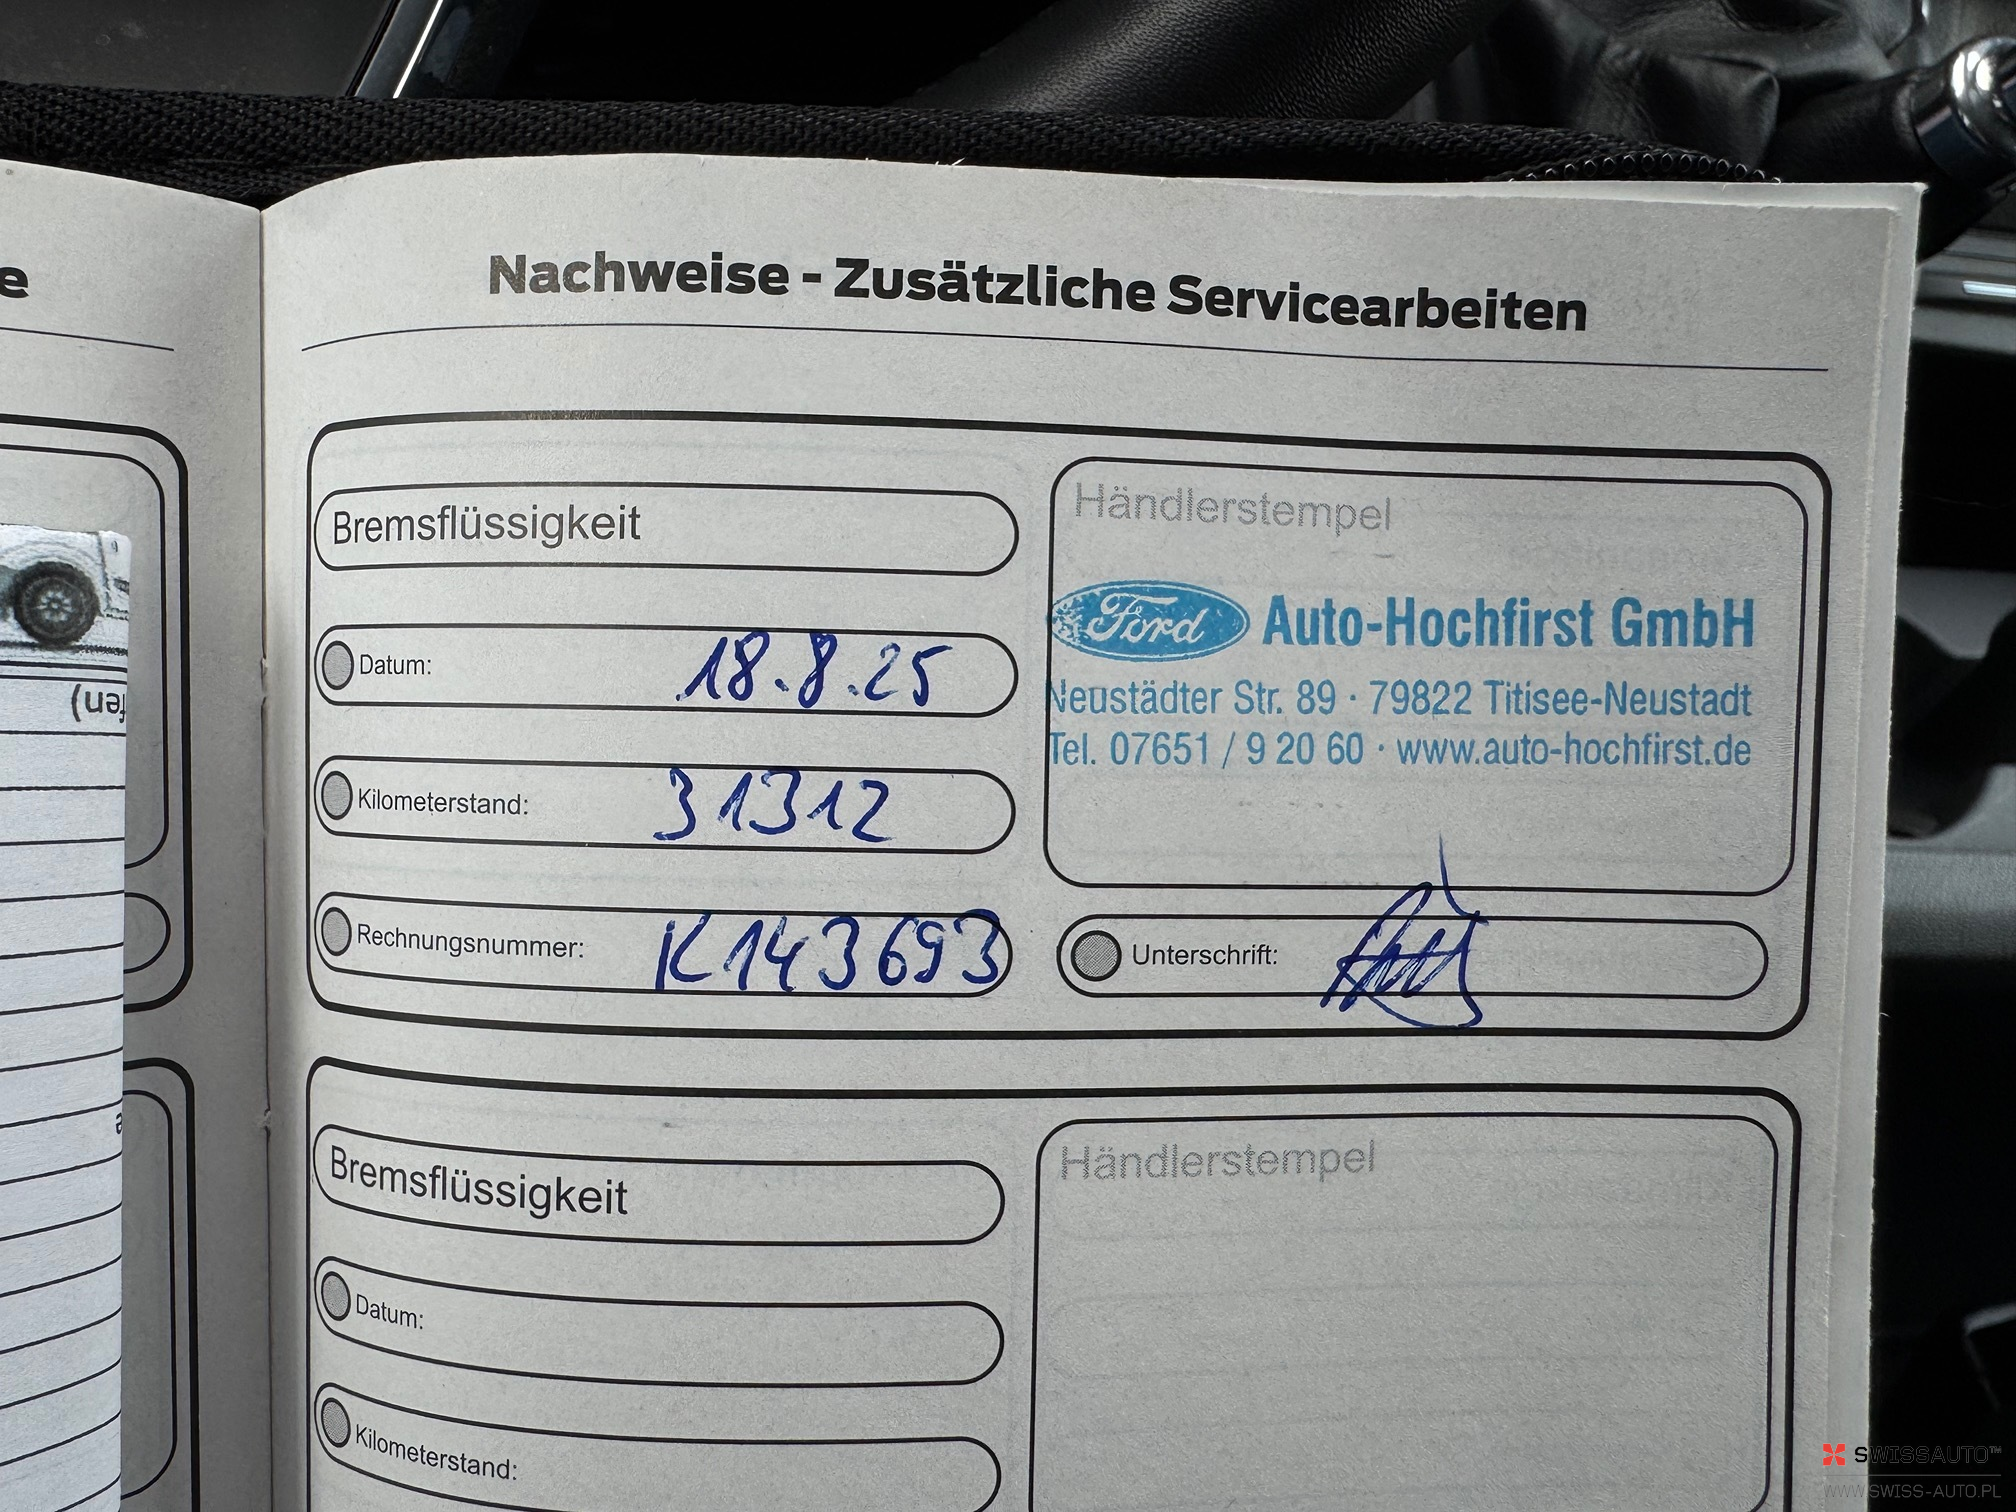 e
Nachweise - Zusätzliche Servicearbeiten
Bremsflüssigkeit
Datum: 18.8.25
Kilometerstand: 31312
Rechnungsnummer: K143693
Händlerstempel
Ford Auto-Hochfirst GmbH
Neustädter Str. 89 · 79822 Titisee-Neustadt
Tel. 07651 / 9 20 60 · www.auto-hochfirst.de
Unterschrift:
Bremsflüssigkeit
Datum:
Kilometerstand:
Händlerstempel
fen)
SWISSAUTO™
WWW.SWISS-AUTO.PL